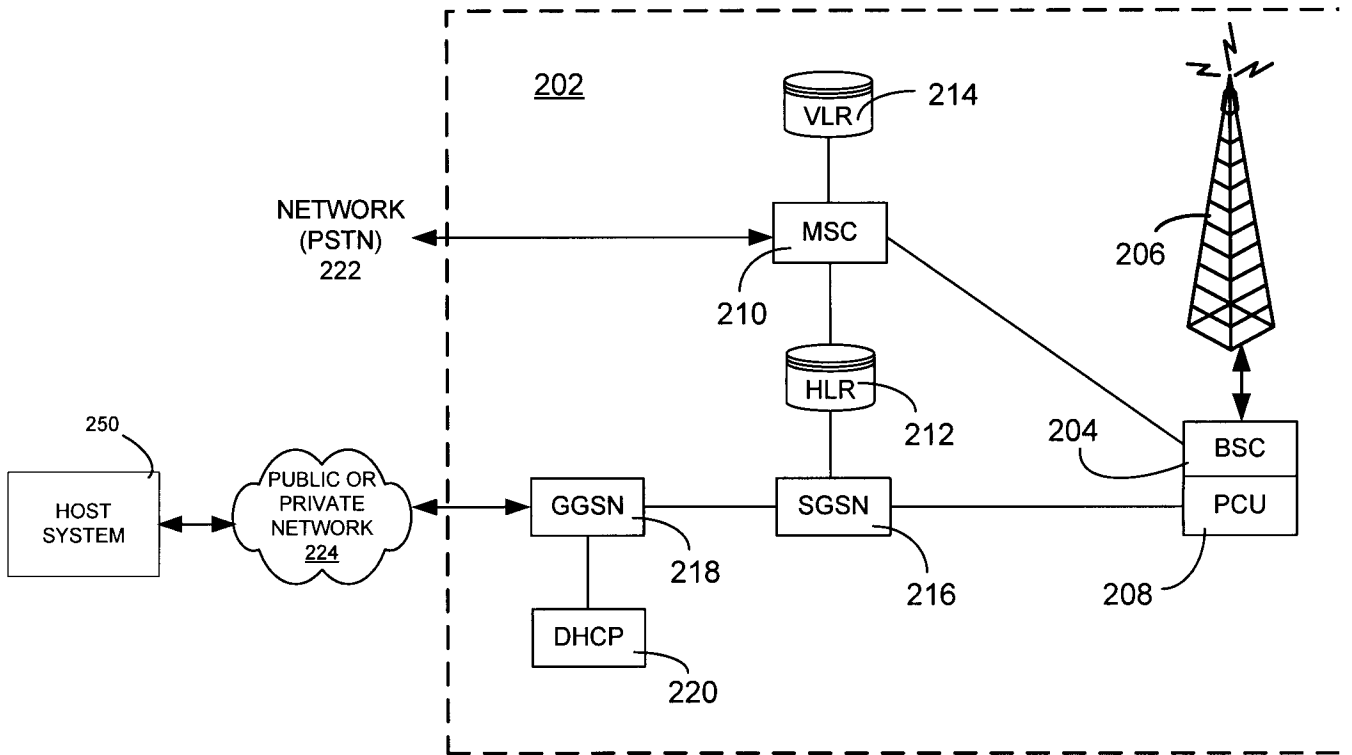 202
VLR
214
NETWORK
(PSTN)
222
MSC
210
206
HLR
212
204
BSC
PCU
208
250
HOST
SYSTEM
PUBLIC OR
PRIVATE
NETWORK
224
GGSN
218
SGSN
216
DHCP
220